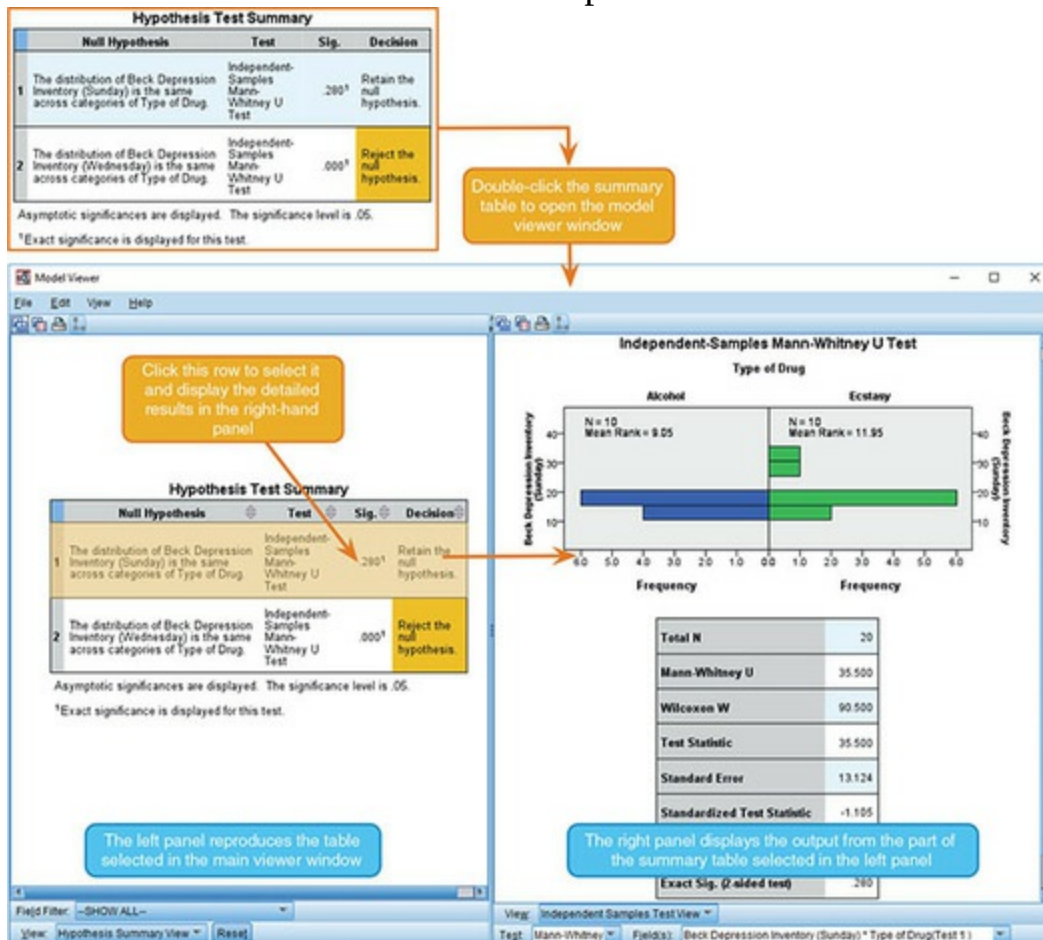 Hypothesis Test Summary
Null Hypothesis Test Sig. Decision
1 The distribution of Beck Depression Inventory (Sunday) is the same across categories of Type of Drug. Independent-Samples Mann-Whitney U Test .280¹ Retain the null hypothesis.
2 The distribution of Beck Depression Inventory (Wednesday) is the same across categories of Type of Drug. Independent-Samples Mann-Whitney U Test .000¹ Reject the null hypothesis.
Asymptotic significances are displayed. The significance level is .05.
¹Exact significance is displayed for this test.
Double-click the summary
table to open the model
viewer window
Model Viewer
File Edit View Help
Click this row to select it
and display the detailed
results in the right-hand
panel
Hypothesis Test Summary
Null Hypothesis Test Sig. Decision
1 The distribution of Beck Depression Inventory (Sunday) is the same across categories of Type of Drug. Independent-Samples Mann-Whitney U Test .280¹ Retain the null hypothesis.
2 The distribution of Beck Depression Inventory (Wednesday) is the same across categories of Type of Drug. Independent-Samples Mann-Whitney U Test .000¹ Reject the null hypothesis.
Asymptotic significances are displayed. The significance level is .05.
¹Exact significance is displayed for this test.
The left panel reproduces the table
selected in the main viewer window
Field Filter: --SHOW ALL--
View: Hypothesis Summary View Reset
Independent-Samples Mann-Whitney U Test
Type of Drug
Alcohol Ecstasy
N = 10
Mean Rank = 9.05
N = 10
Mean Rank = 11.95
Beck Depression Inventory
(Sunday)
40
30
20
10
40
30
20
10
Beck Depression Inventory
(Sunday)
6.0 5.0 4.0 3.0 2.0 1.0 0.0 1.0 2.0 3.0 4.0 5.0 6.0
Frequency Frequency
Total N 20
Mann-Whitney U 35.500
Wilcoxon W 90.500
Test Statistic 35.500
Standard Error 13.124
Standardized Test Statistic -1.105
The right panel displays the output from the part of
the summary table selected in the left panel
Exact Sig. (2-sided test) .280
View: Independent Samples Test View
Test: Mann-Whitney Field(s): Beck Depression Inventory (Sunday) * Type of Drug(Test 1)